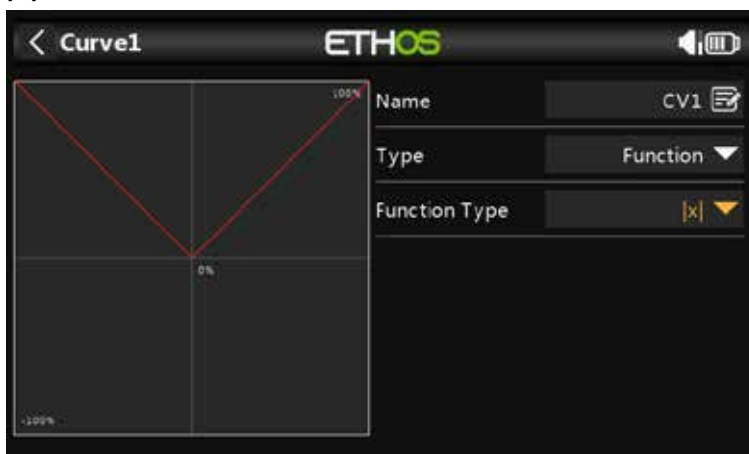 < Curve1 ETHOS
100%
0%
-100%
Name CV1
Type Function
Function Type |x|